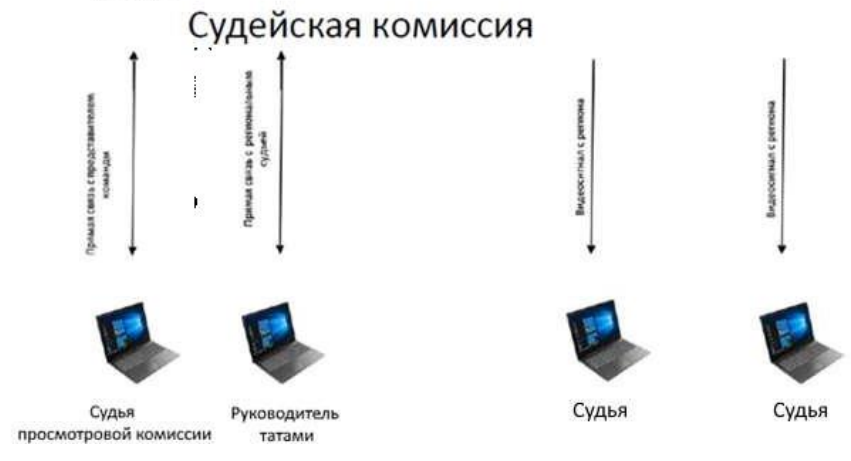 Судейская комиссия
Прямая связь с представителем
команды
Прямая связь с региональным
судьей
Видеосигнал с региона
Видеосигнал с региона
Судья
просмотровой комиссии
Руководитель
татами
Судья
Судья